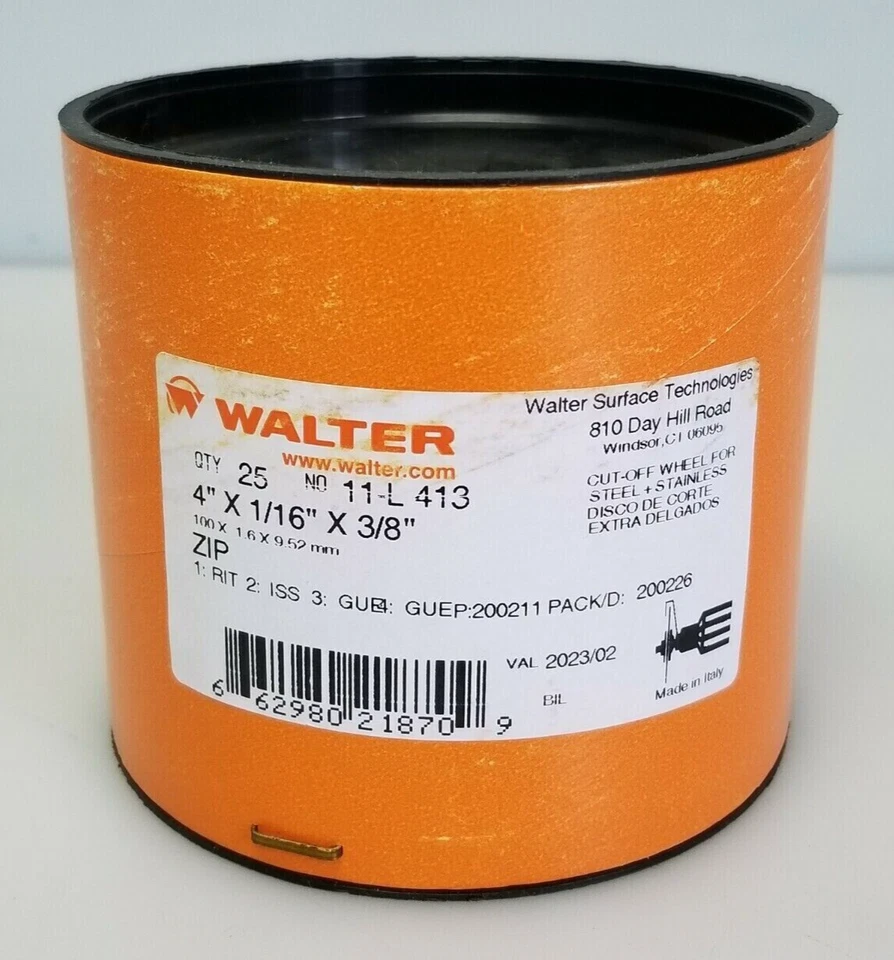 WALTER
www.walter.com
QTY 25 NO 11-L 413
4" X 1/16" X 3/8"
100 X 1.6 X 9.52 mm
ZIP
1: RIT 2: ISS 3: GUE4: GUEP:200211 PACK/D: 200226
Walter Surface Technologies
810 Day Hill Road
Windsor,CT 06095
CUT-OFF WHEEL FOR
STEEL + STAINLESS
DISCO DE CORTE
EXTRA DELGADOS
VAL 2023/02
BIL
Made in Italy
6 62980 21870 9